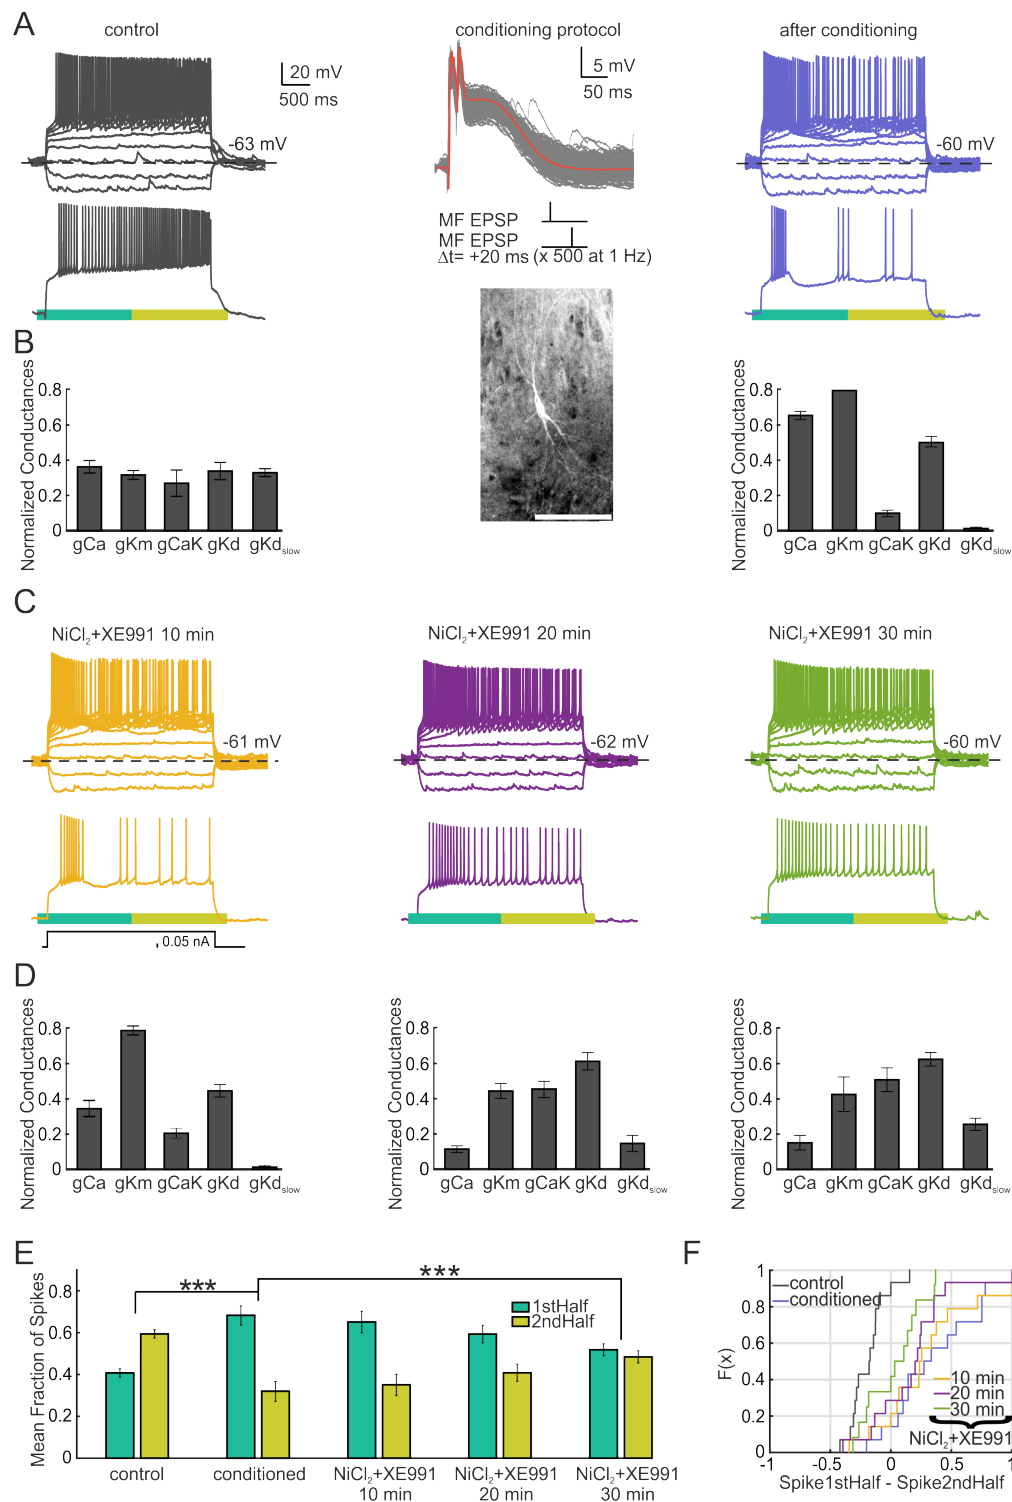 A
control
conditioning protocol
after conditioning
20 mV
500 ms
5 mV
50 ms
-63 mV
-60 mV
MF EPSP
MF EPSP
Δt= +20 ms (x 500 at 1 Hz)
B
Normalized Conductances
0.8
0.6
0.4
0.2
0
gCa gKm gCaK gKd gKdslow
Normalized Conductances
0.8
0.6
0.4
0.2
0
gCa gKm gCaK gKd gKdslow
C
NiCl2+XE991 10 min
NiCl2+XE991 20 min
NiCl2+XE991 30 min
-61 mV
-62 mV
-60 mV
0.05 nA
D
Normalized Conductances
0.8
0.6
0.4
0.2
0
gCa gKm gCaK gKd gKdslow
Normalized Conductances
0.8
0.6
0.4
0.2
0
gCa gKm gCaK gKd gKdslow
Normalized Conductances
0.8
0.6
0.4
0.2
0
gCa gKm gCaK gKd gKdslow
E
Mean Fraction of Spikes
0.8
0.6
0.4
0.2
0
***
***
1stHalf
2ndHalf
control
conditioned
NiCl2+XE991
10 min
NiCl2+XE991
20 min
NiCl2+XE991
30 min
F
F(x)
1
0.8
0.6
0.4
0.2
0
control
conditioned
10 min
20 min
30 min
NiCl2+XE991
-1 -0.5 0 0.5 1
Spike1stHalf - Spike2ndHalf